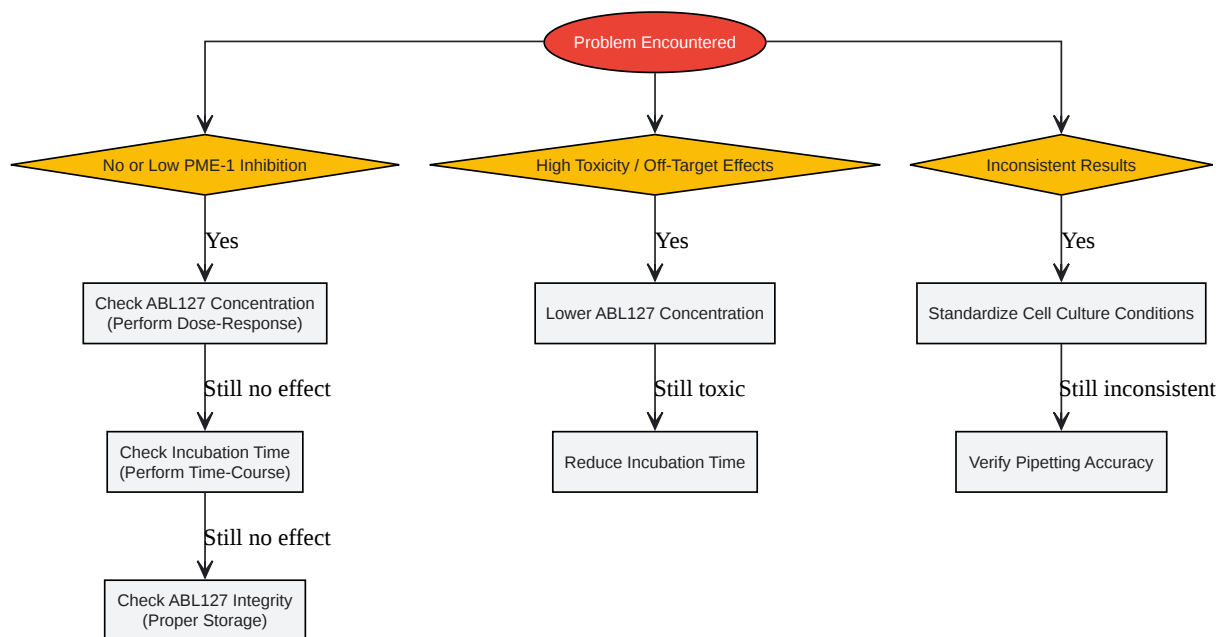 Problem Encountered
No or Low PME-1 Inhibition
High Toxicity / Off-Target Effects
Inconsistent Results
Yes
Yes
Yes
Check ABL127 Concentration
(Perform Dose-Response)
Lower ABL127 Concentration
Standardize Cell Culture Conditions
Still no effect
Still toxic
Still inconsistent
Check Incubation Time
(Perform Time-Course)
Reduce Incubation Time
Verify Pipetting Accuracy
Still no effect
Check ABL127 Integrity
(Proper Storage)